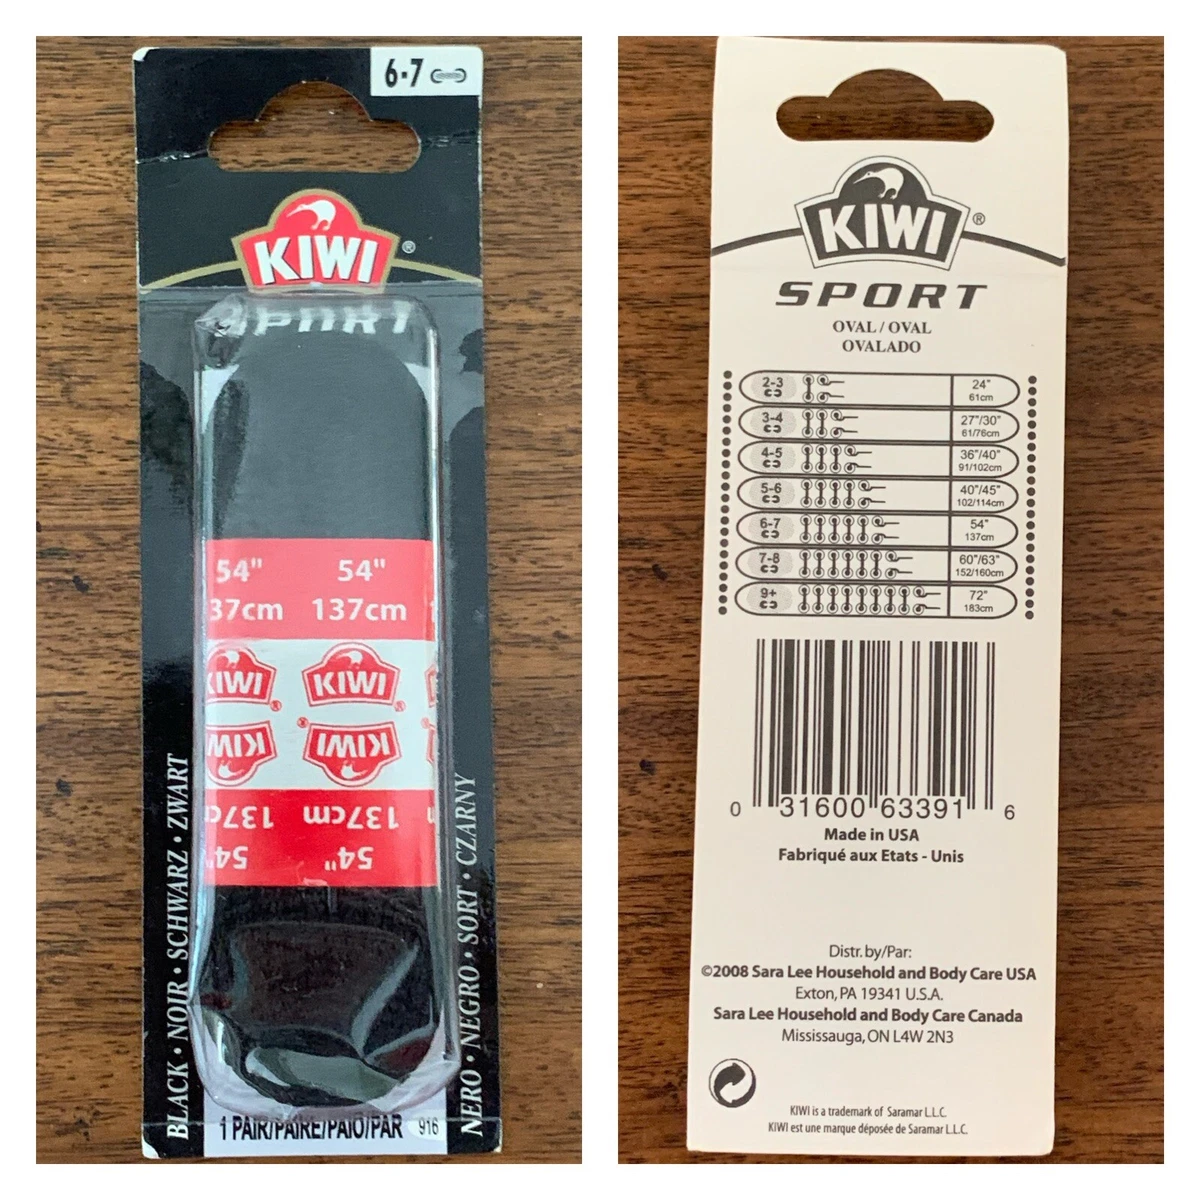 6-7
KIWI®
SPORT
54" 54"
37cm 137cm
KIWI KIWI
KIWI KIWI
137c 137cm
54" 54"
BLACK • NOIR • SCHWARZ • ZWART
NERO • NEGRO • SORT • CZARNY
1 PAIR/PAIRE/PAIO/PAR 916
KIWI®
SPORT
OVAL / OVAL
OVALADO
2-3 24"
61cm
3-4 27"/30"
61/76cm
4-5 36"/40"
91/102cm
5-6 40"/45"
102/114cm
6-7 54"
137cm
7-8 60"/63"
152/160cm
9+ 72"
183cm
0 31600 63391 6
Made in USA
Fabriqué aux Etats - Unis
Distr. by/Par:
©2008 Sara Lee Household and Body Care USA
Exton, PA 19341 U.S.A.
Sara Lee Household and Body Care Canada
Mississauga, ON L4W 2N3
KIWI is a trademark of Saramar L.L.C.
KIWI est une marque déposée de Saramar L.L.C.